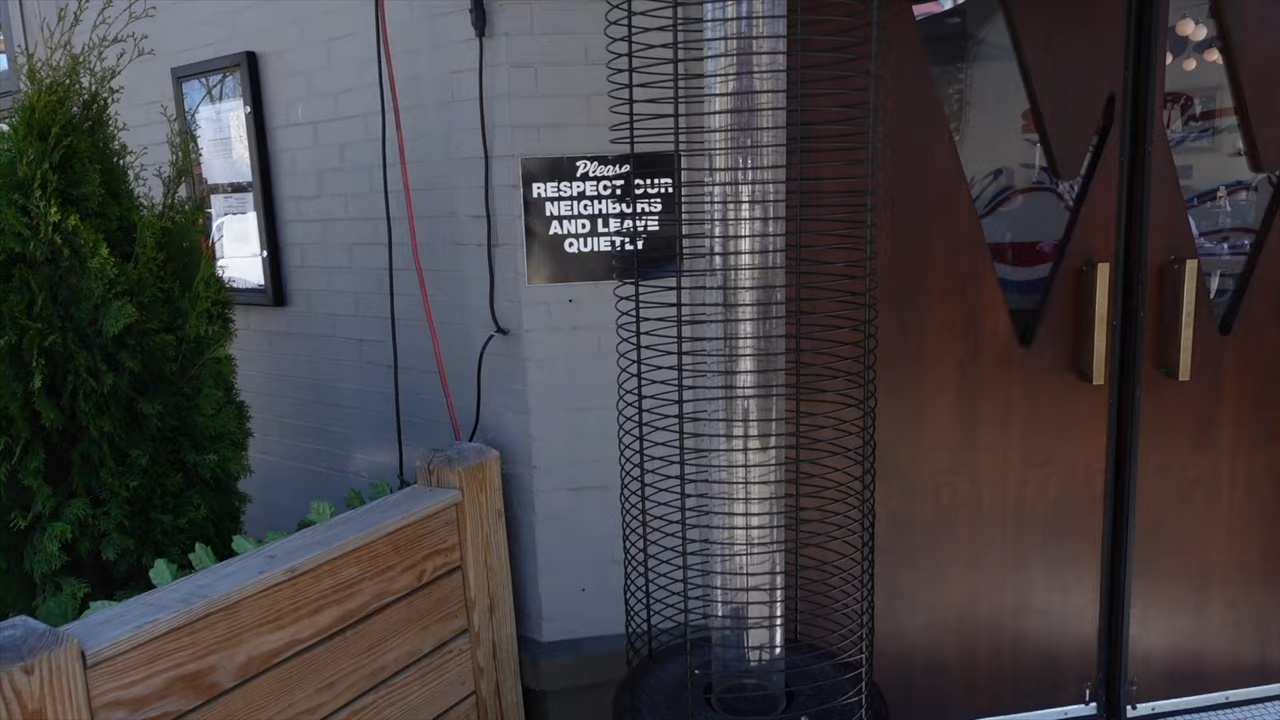 Please
RESPECT OUR
NEIGHBORS
AND LEAVE
QUIETLY